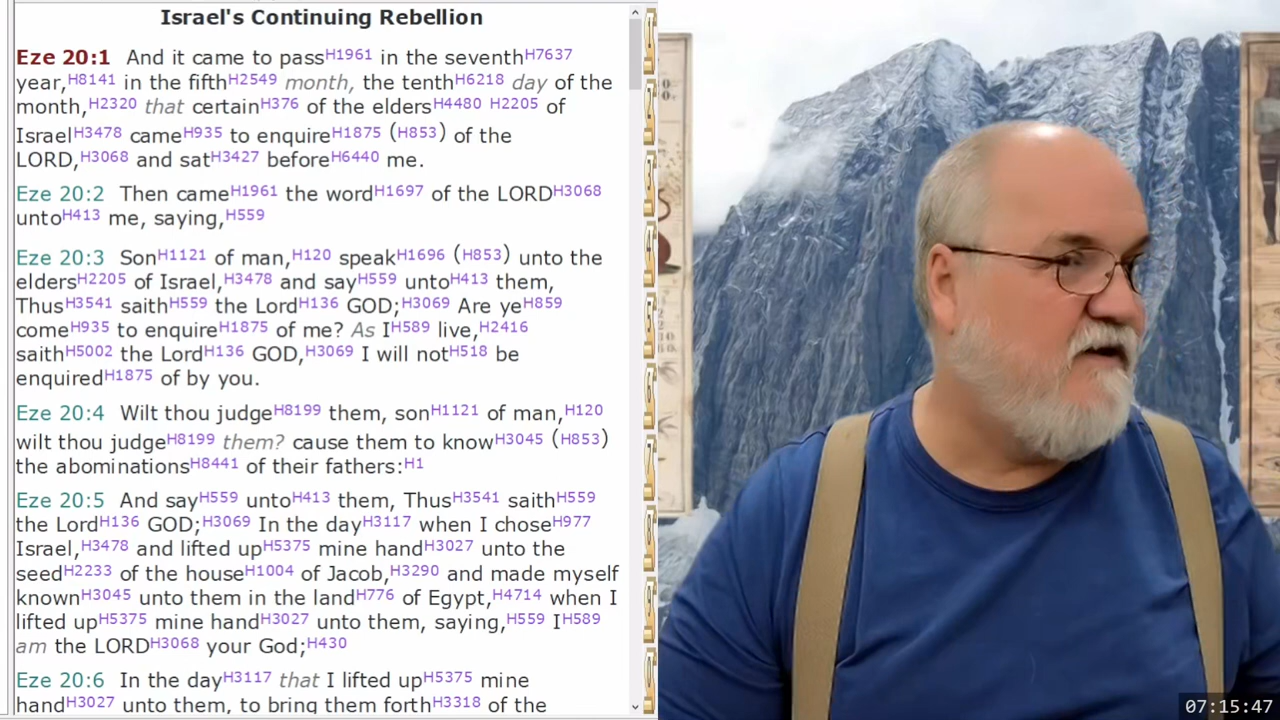 Israel's Continuing Rebellion
Eze 20:1 And it came to passH1961 in the seventhH7637
year,H8141 in the fifthH2549 month, the tenthH6218 day of the
month,H2320 that certainH376 of the eldersH4480 H2205 of
IsraelH3478 cameH935 to enquireH1875 (H853) of the
LORD,H3068 and satH3427 beforeH6440 me.
Eze 20:2 Then cameH1961 the wordH1697 of the LORDH3068
untoH413 me, saying,H559
Eze 20:3 SonH1121 of man,H120 speakH1696 (H853) unto the
eldersH2205 of Israel,H3478 and sayH559 untoH413 them,
ThusH3541 saithH559 the LordH136 GOD;H3069 Are yeH859
comeH935 to enquireH1875 of me? As IH589 live,H2416
saithH5002 the LordH136 GOD,H3069 I will notH518 be
enquiredH1875 of by you.
Eze 20:4 Wilt thou judgeH8199 them, sonH1121 of man,H120
wilt thou judgeH8199 them? cause them to knowH3045 (H853)
the abominationsH8441 of their fathers:H1
Eze 20:5 And sayH559 untoH413 them, ThusH3541 saithH559
the LordH136 GOD;H3069 In the dayH3117 when I choseH977
Israel,H3478 and lifted upH5375 mine handH3027 unto the
seedH2233 of the houseH1004 of Jacob,H3290 and made myself
knownH3045 unto them in the landH776 of Egypt,H4714 when I
lifted upH5375 mine handH3027 unto them, saying,H559 IH589
am the LORDH3068 your God;H430
Eze 20:6 In the dayH3117 that I lifted upH5375 mine
handH3027 unto them, to bring them forthH3318 of the
07:15:47